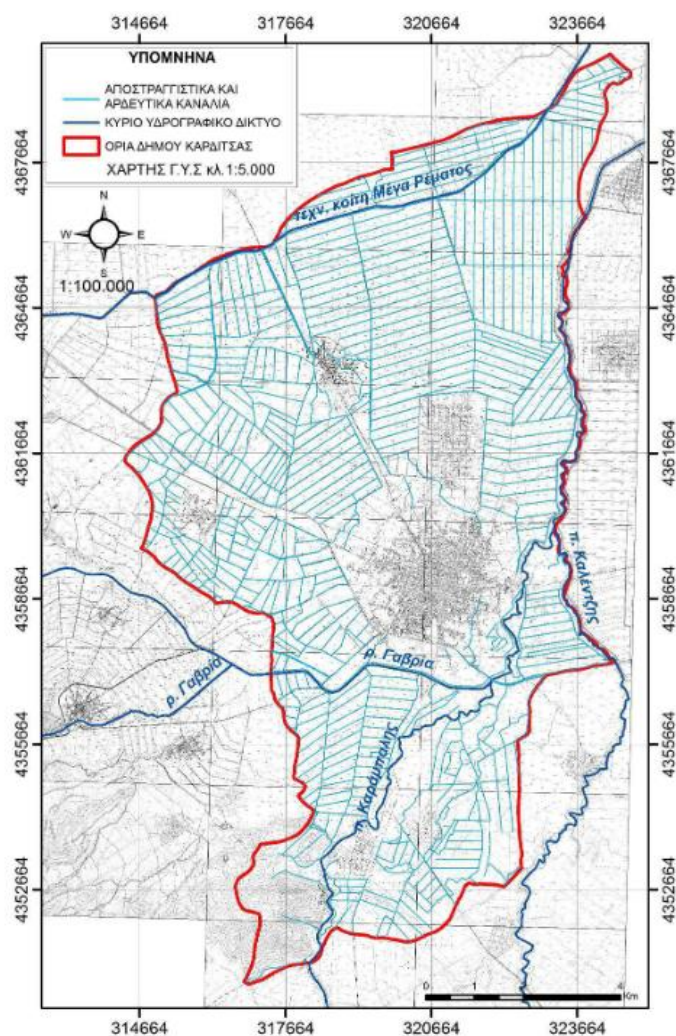 314664 317664 320664 323664
ΥΠΟΜΝΗΜΑ
ΑΠΟΣΤΡΑΓΓΙΣΤΙΚΑ ΚΑΙ
ΑΡΔΕΥΤΙΚΑ ΚΑΝΑΛΙΑ
ΚΥΡΙΟ ΥΔΡΟΓΡΑΦΙΚΟ ΔΙΚΤΥΟ
ΟΡΙΑ ΔΗΜΟΥ ΚΑΡΔΙΤΣΑΣ
ΧΑΡΤΗΣ Γ.Υ.Σ κλ. 1:5.000
4367664 4367664
τεχν. κοίτη Μέγα Ρέματος
N
W E
S
1:100.000
4364664 4364664
4361664 4361664
π. Καλέντζης
4358664 4358664
ρ. Γαβριά
ρ. Γαβριά
4355664 4355664
π. Καράμπαλης
4352664 4352664
0 1 2 4
Km
314664 317664 320664 323664